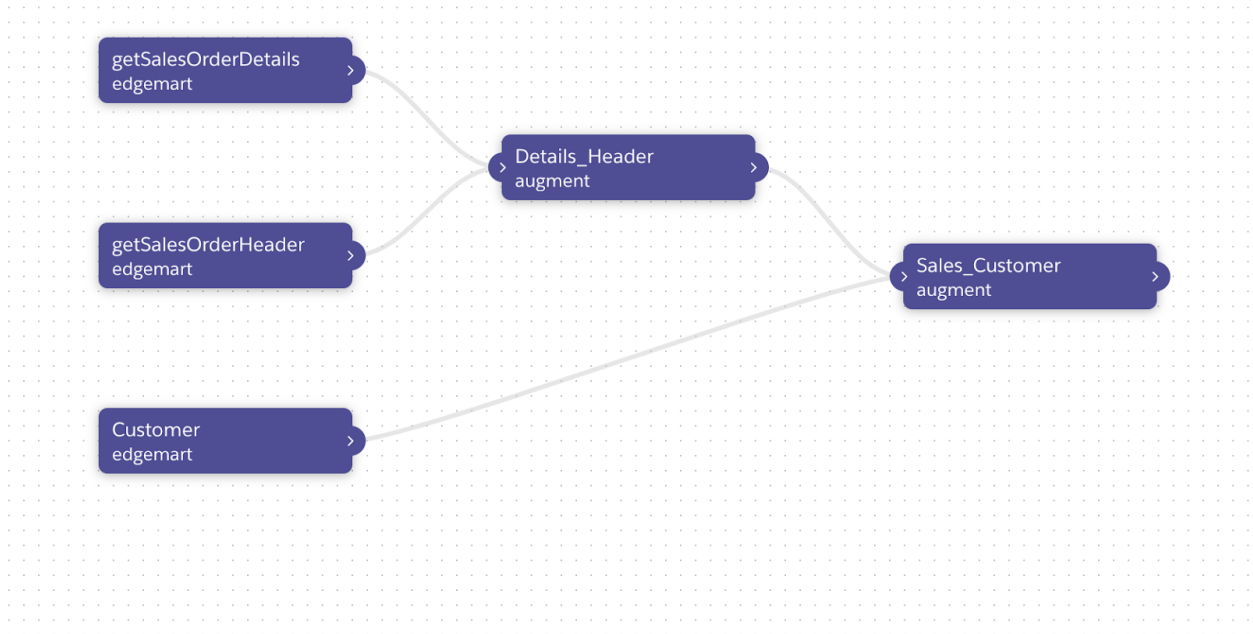 getSalesOrderDetails
edgemart
Details_Header
augment
getSalesOrderHeader
edgemart
Sales_Customer
augment
Customer
edgemart